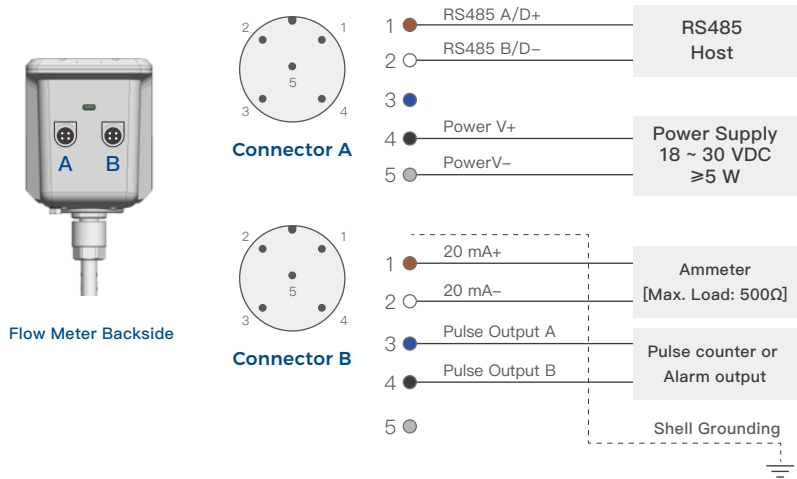 A B
Flow Meter Backside
2 1
5
3 4
Connector A
1 RS485 A/D+
2 RS485 B/D-
3
4 Power V+
5 PowerV-
RS485
Host
Power Supply
18 ~ 30 VDC
≥5 W
2 1
5
3 4
Connector B
1 20 mA+
2 20 mA-
3 Pulse Output A
4 Pulse Output B
5
Ammeter
[Max. Load: 500Ω]
Pulse counter or
Alarm output
Shell Grounding